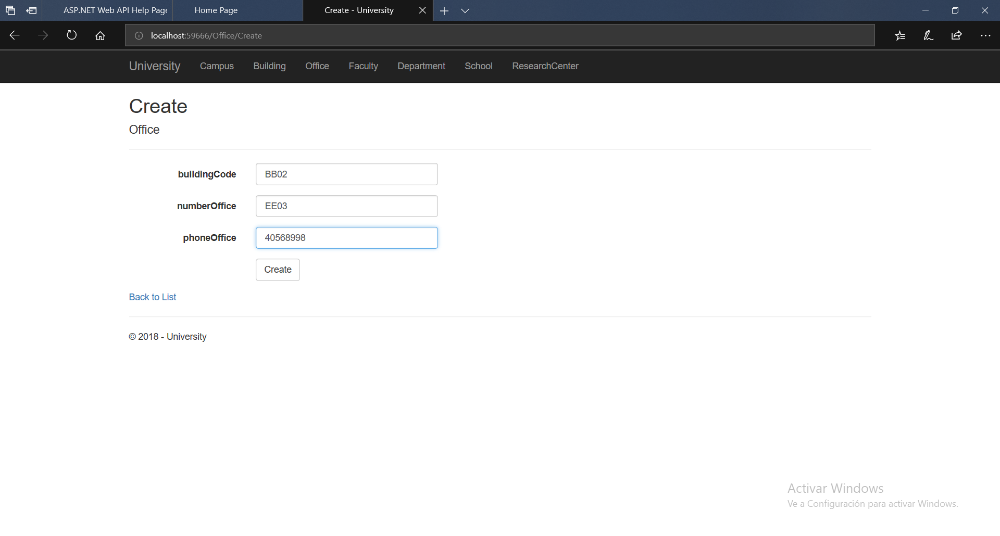 ASP.NET Web API Help Page
Home Page
Create - University
localhost:59666/Office/Create
University Campus Building Office Faculty Department School ResearchCenter
Create
Office
buildingCode BB02
numberOffice EE03
phoneOffice 40568998
Create
Back to List
© 2018 - University
Activar Windows
Ve a Configuración para activar Windows.